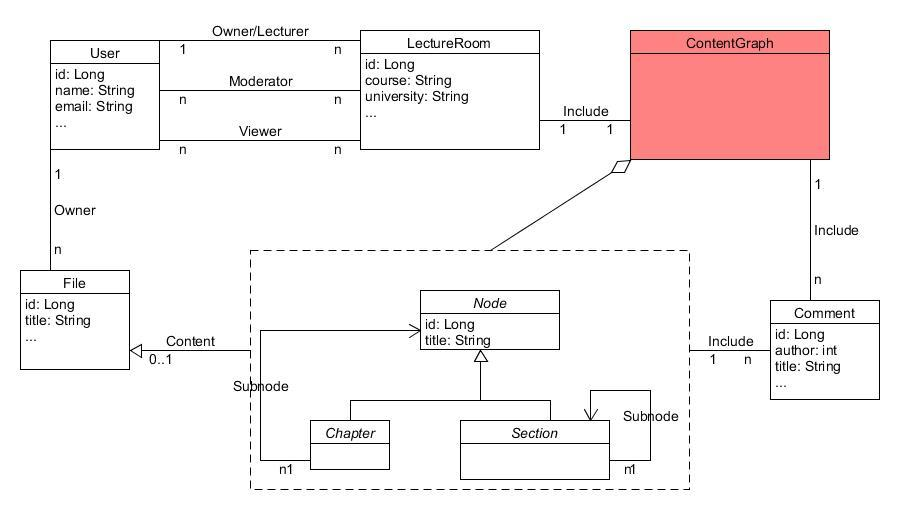 Owner/Lecturer
User
1
n
LectureRoom
ContentGraph
id: Long
name: String
email: String
...
Moderator
n
n
id: Long
course: String
university: String
...
Include
1
1
Viewer
n
n
1
Owner
n
1
Include
n
File
id: Long
title: String
...
Content
0..1
Node
id: Long
title: String
Include
1
n
Comment
id: Long
author: int
title: String
...
Subnode
Chapter
n1
Section
Subnode
n1